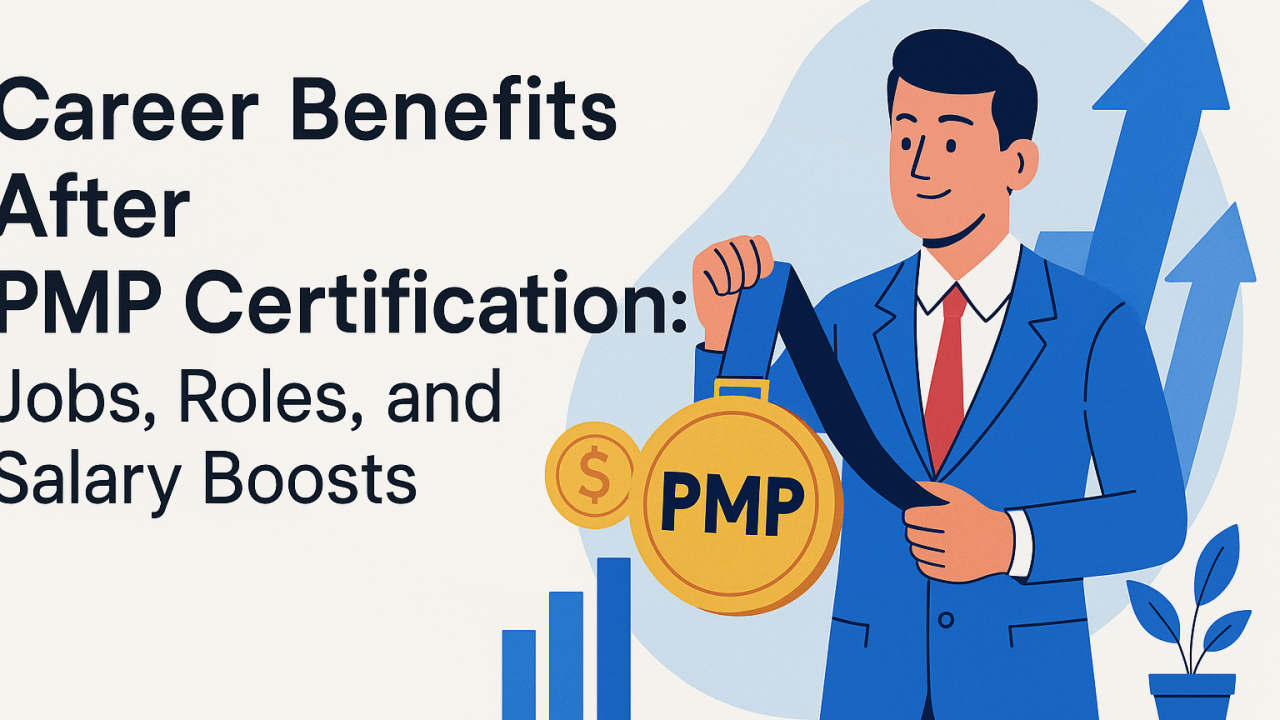 Career Benefits
After
PMP Certification:
Jobs, Roles, and
Salary Boosts
$
PMP